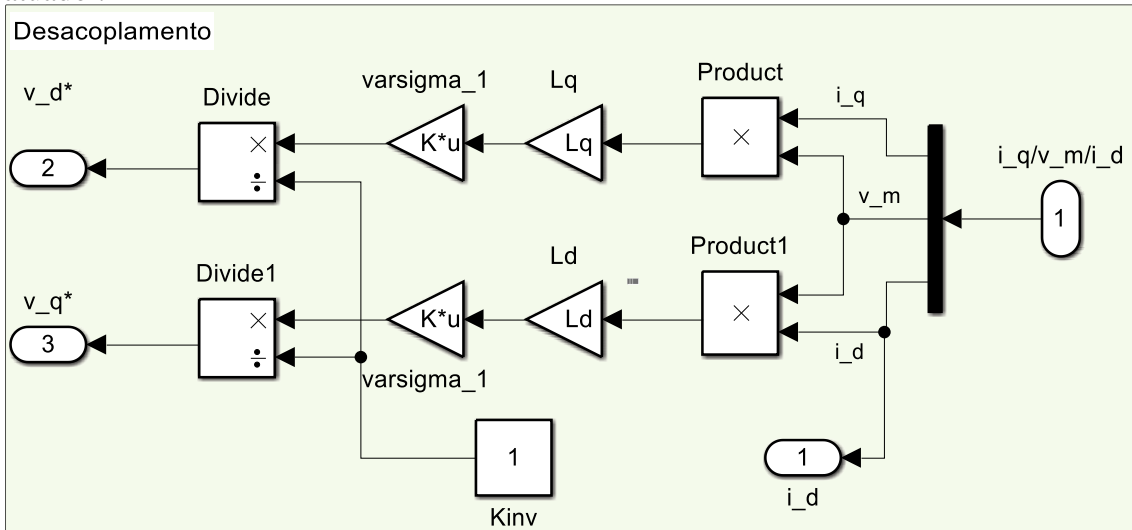 Desacoplamento
v_d*
Divide
varsigma_1
Lq
Product
i_q
×
÷
K*u
Lq
×
2
i_q/v_m/i_d
v_m
1
v_q*
Divide1
Ld
Product1
×
÷
K*u
Ld
×
3
varsigma_1
i_d
1
Kinv
1
i_d